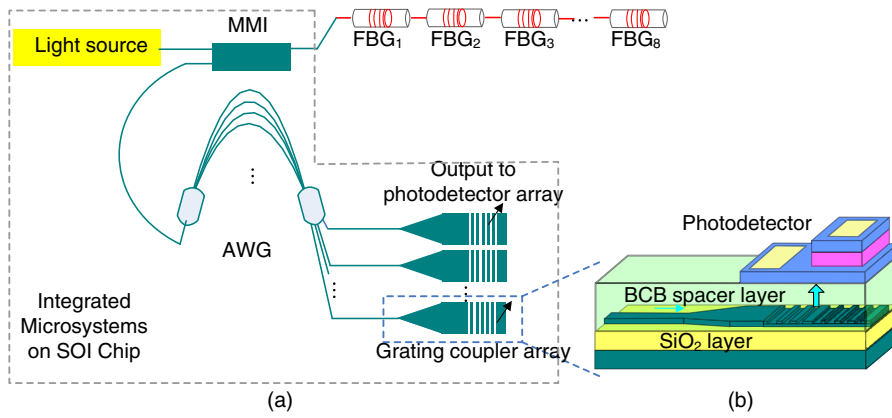 Light source
MMI
FBG₁ FBG₂ FBG₃ ... FBG₈
Output to
photodetector array
AWG
Integrated
Microsystems
on SOI Chip
Grating coupler array
Photodetector
BCB spacer layer
SiO₂ layer
(a)
(b)